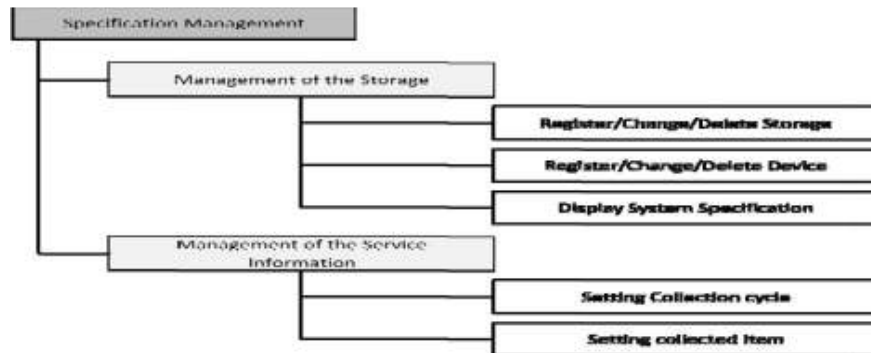 Specification Management
Management of the Storage
Register/Change/Delete Storage
Register/Change/Delete Device
Display System Specification
Management of the Service
Information
Setting Collection cycle
Setting collected Item